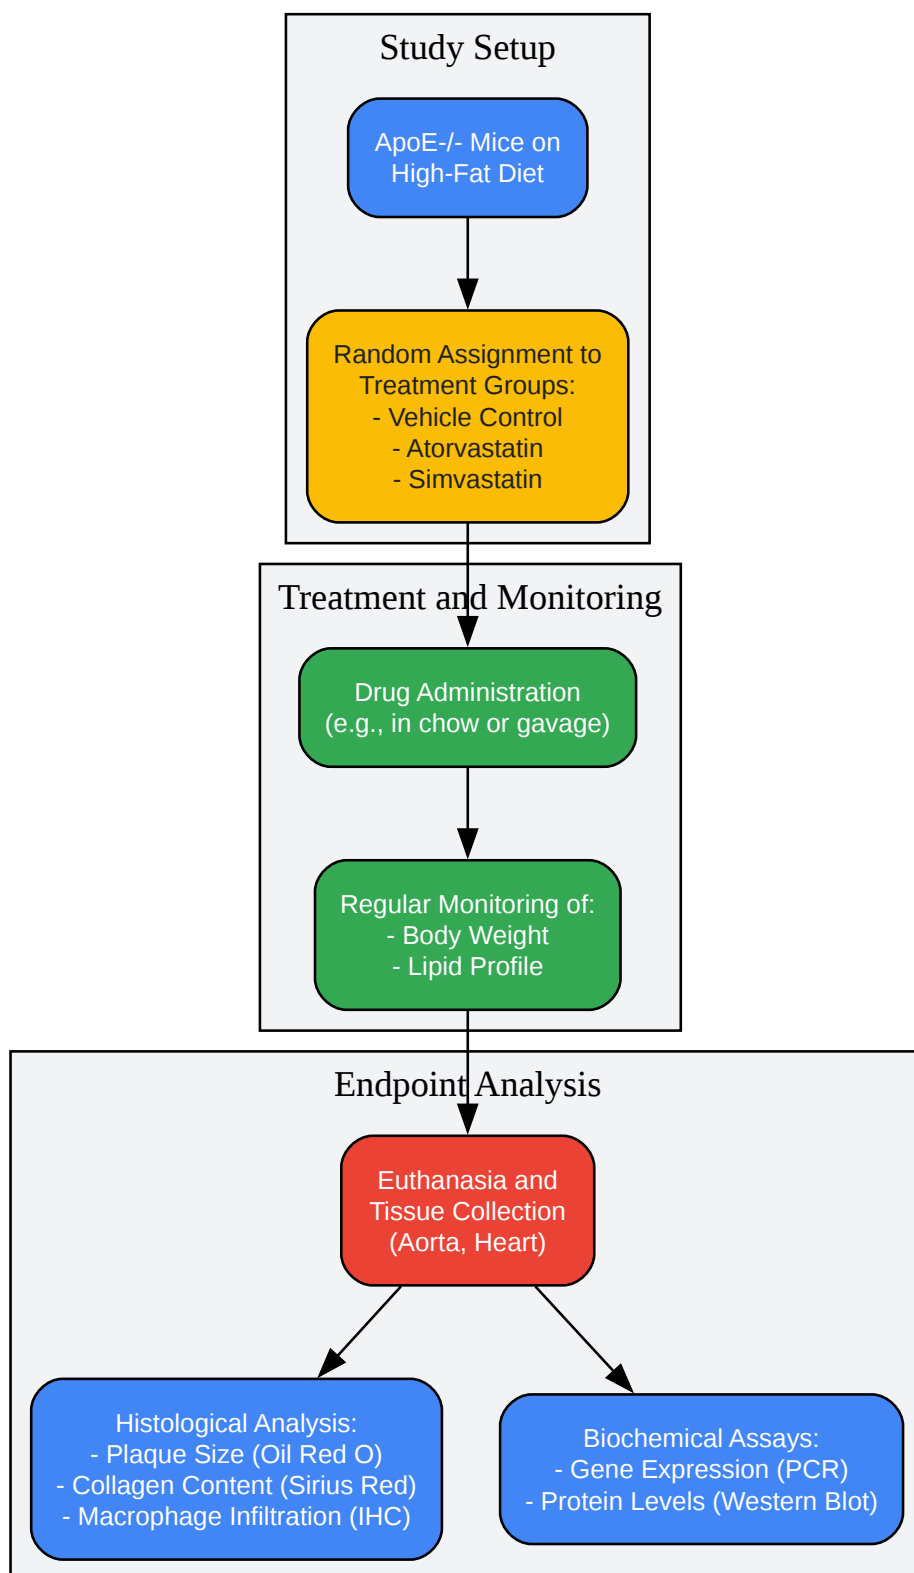 Study Setup
ApoE-/- Mice on
High-Fat Diet
Random Assignment to
Treatment Groups:
- Vehicle Control
- Atorvastatin
- Simvastatin
Treatment and Monitoring
Drug Administration
(e.g., in chow or gavage)
Regular Monitoring of:
- Body Weight
- Lipid Profile
Endpoint Analysis
Euthanasia and
Tissue Collection
(Aorta, Heart)
Histological Analysis:
- Plaque Size (Oil Red O)
- Collagen Content (Sirius Red)
- Macrophage Infiltration (IHC)
Biochemical Assays:
- Gene Expression (PCR)
- Protein Levels (Western Blot)